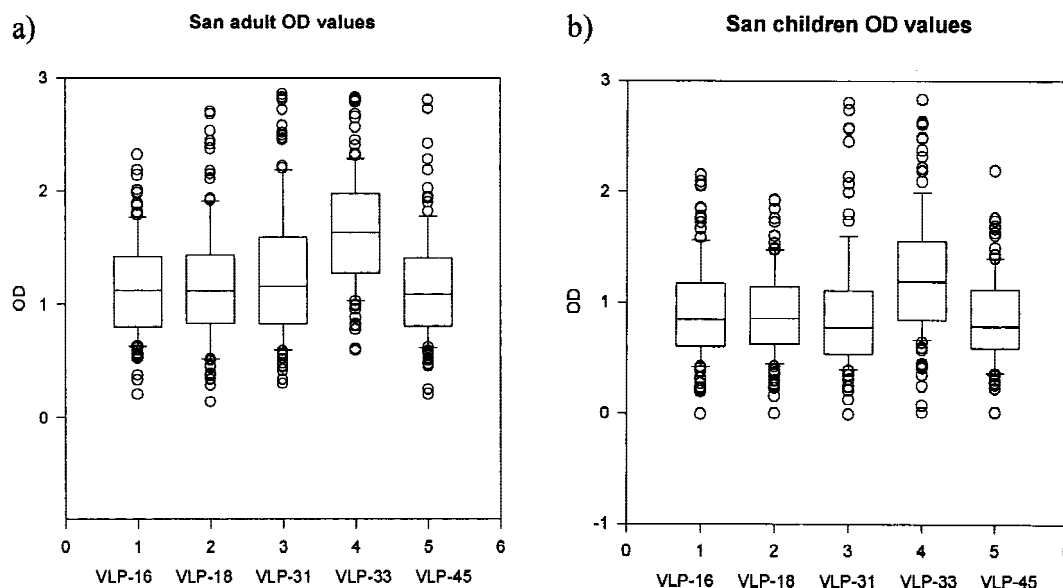 a)
San adult OD values
3
2
1
0
OD
0 1 2 3 4 5 6
VLP-16 VLP-18 VLP-31 VLP-33 VLP-45
b)
San children OD values
3
2
1
0
-1
OD
0 1 2 3 4 5
VLP-16 VLP-18 VLP-31 VLP-33 VLP-45